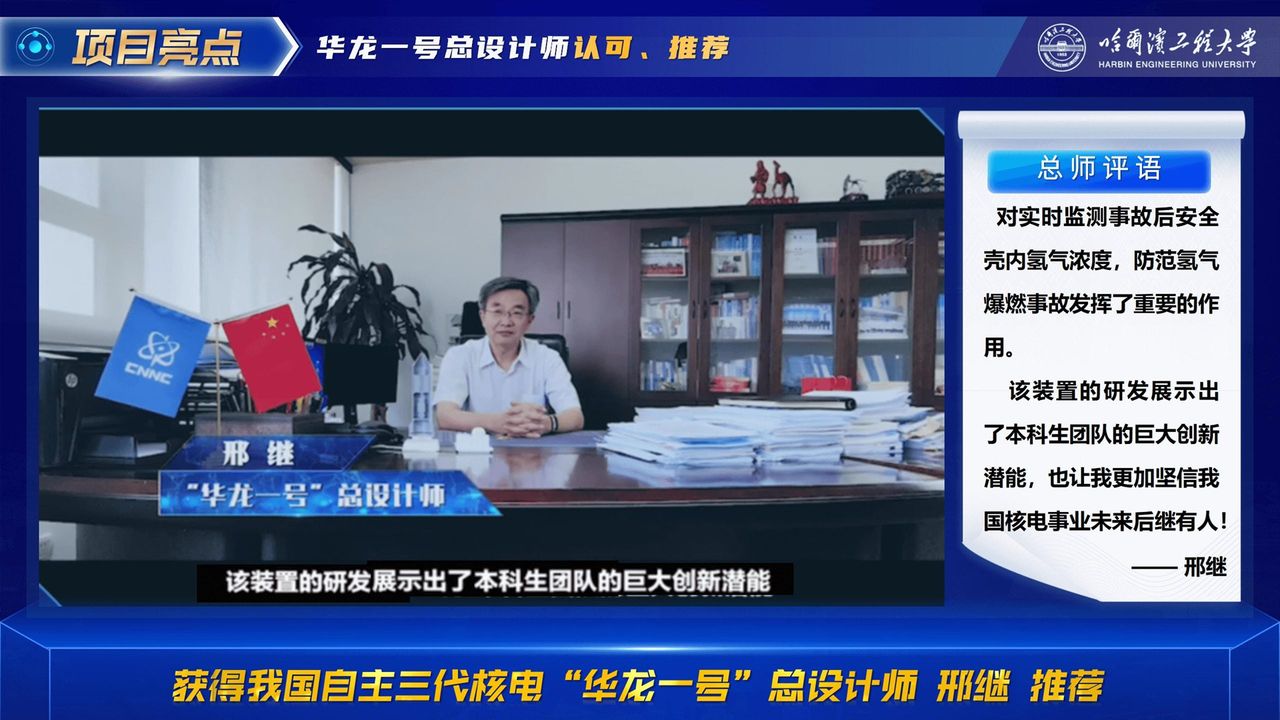 项目亮点
华龙一号总设计师认可、推荐
哈尔滨工程大学
HARBIN ENGINEERING UNIVERSITY
总师评语
对实时监测事故后安全
壳内氢气浓度，防范氢气
爆燃事故发挥了重要的作
用。
该装置的研发展示出
了本科生团队的巨大创新
潜能，也让我更加坚信我
国核电事业未来后继有人！
—— 邢继
CNNC
hp
邢 继
“华龙一号”总设计师
该装置的研发展示出了本科生团队的巨大创新潜能
获得我国自主三代核电“华龙一号”总设计师 邢继 推荐